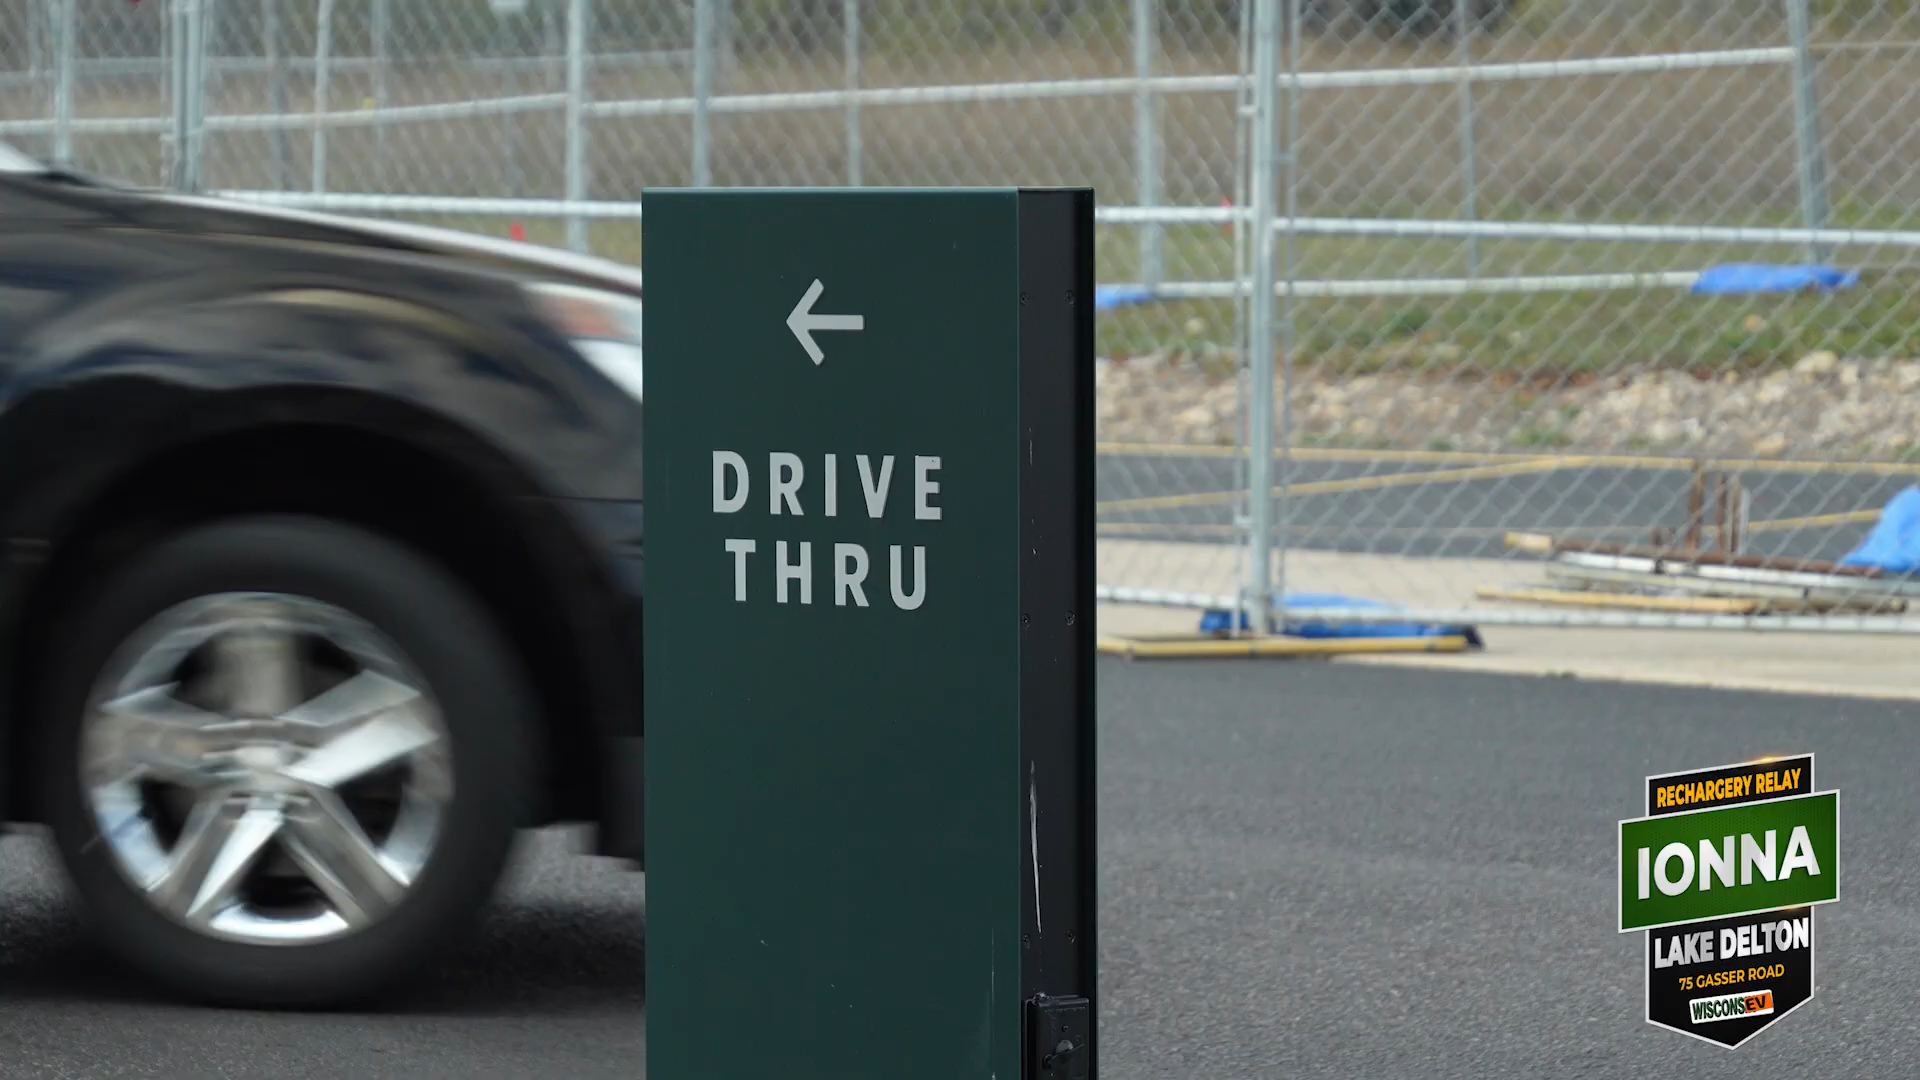 DRIVE
THRU
RECHARGERY RELAY
IONNA
LAKE DELTON
75 GASSER ROAD
WISCONSEV